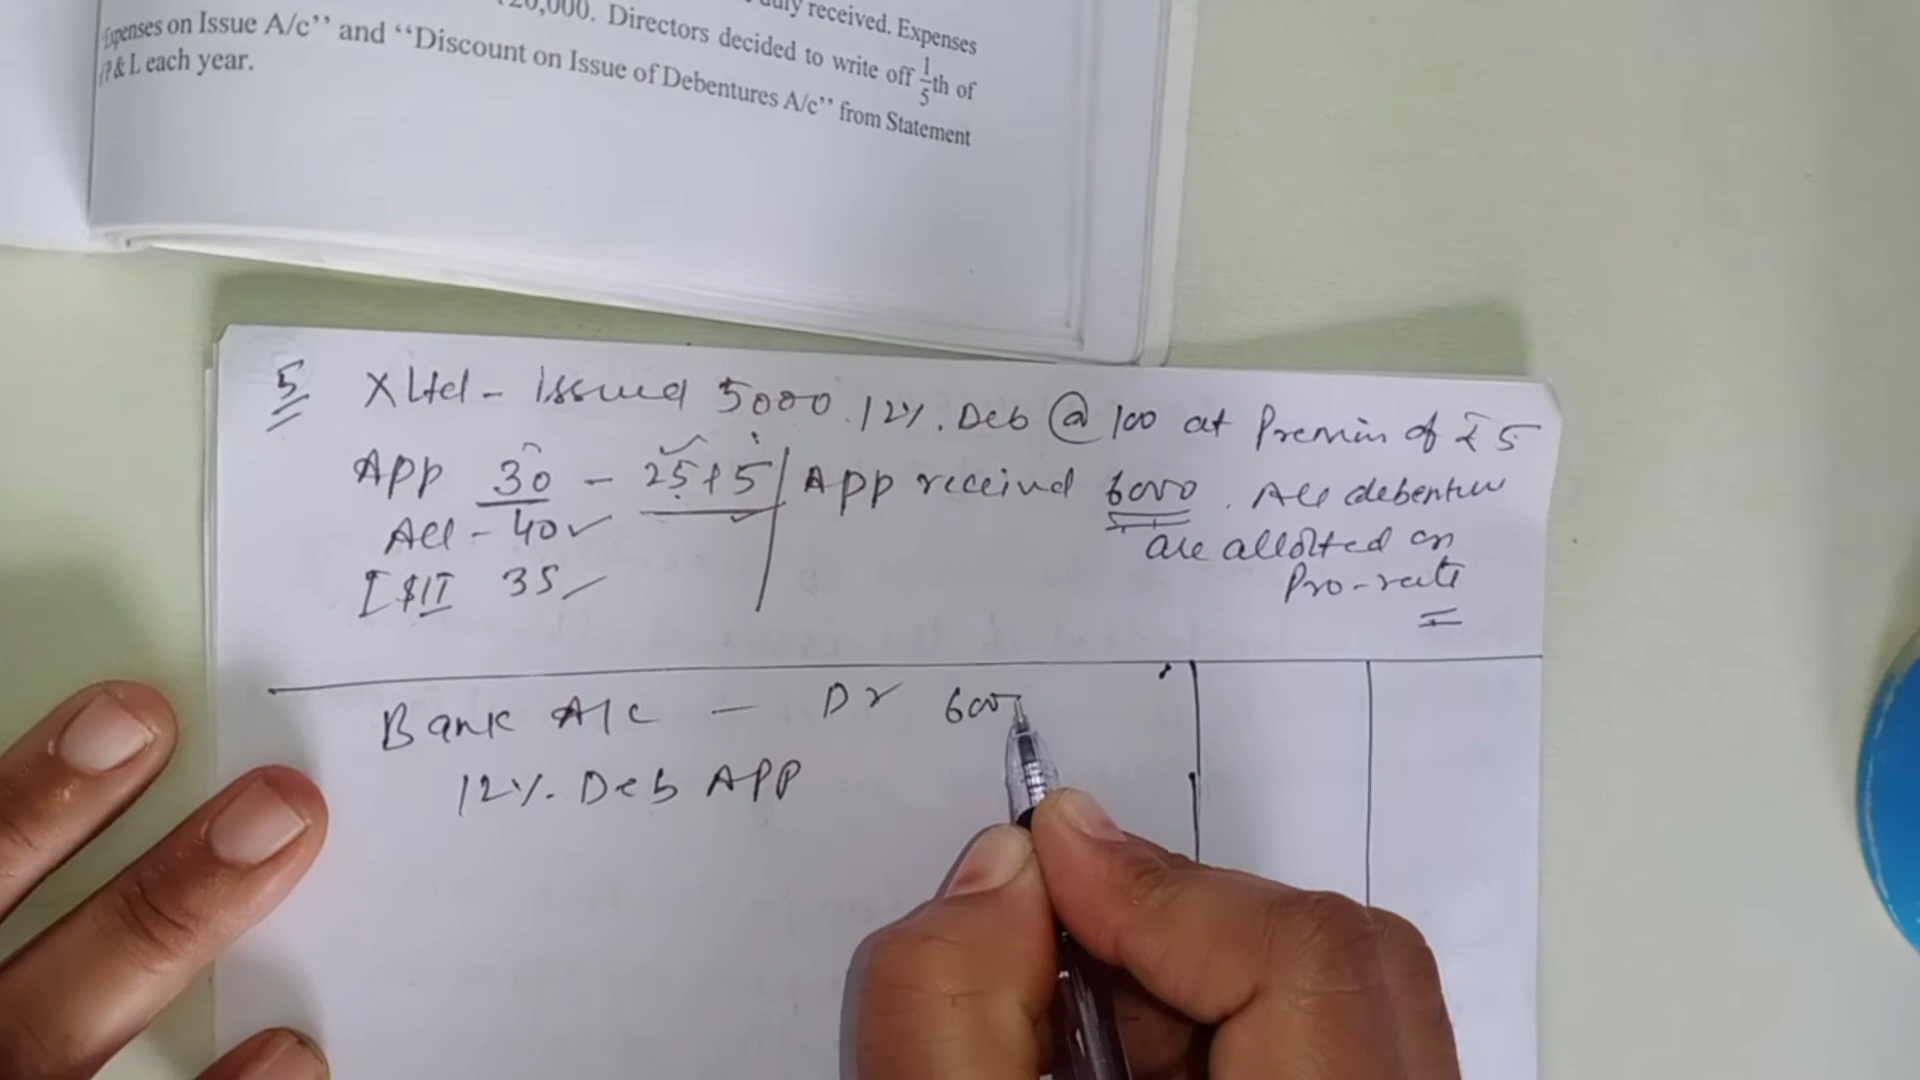 duly received. Expenses
20,000. Directors decided to write off 1/5th of
Expenses on Issue A/c'' and ‘‘Discount on Issue of Debentures A/c'' from Statement
P & L each year.
5 X Ltd - issued 5000 12%. Deb @ 100 at Premium of ₹ 5
App 30 - 25+5 App received 6000. All debenture
All - 40 are allotted on
I $ II 35 Pro-rata
Bank A/c - Dr 600
12%. Deb APP